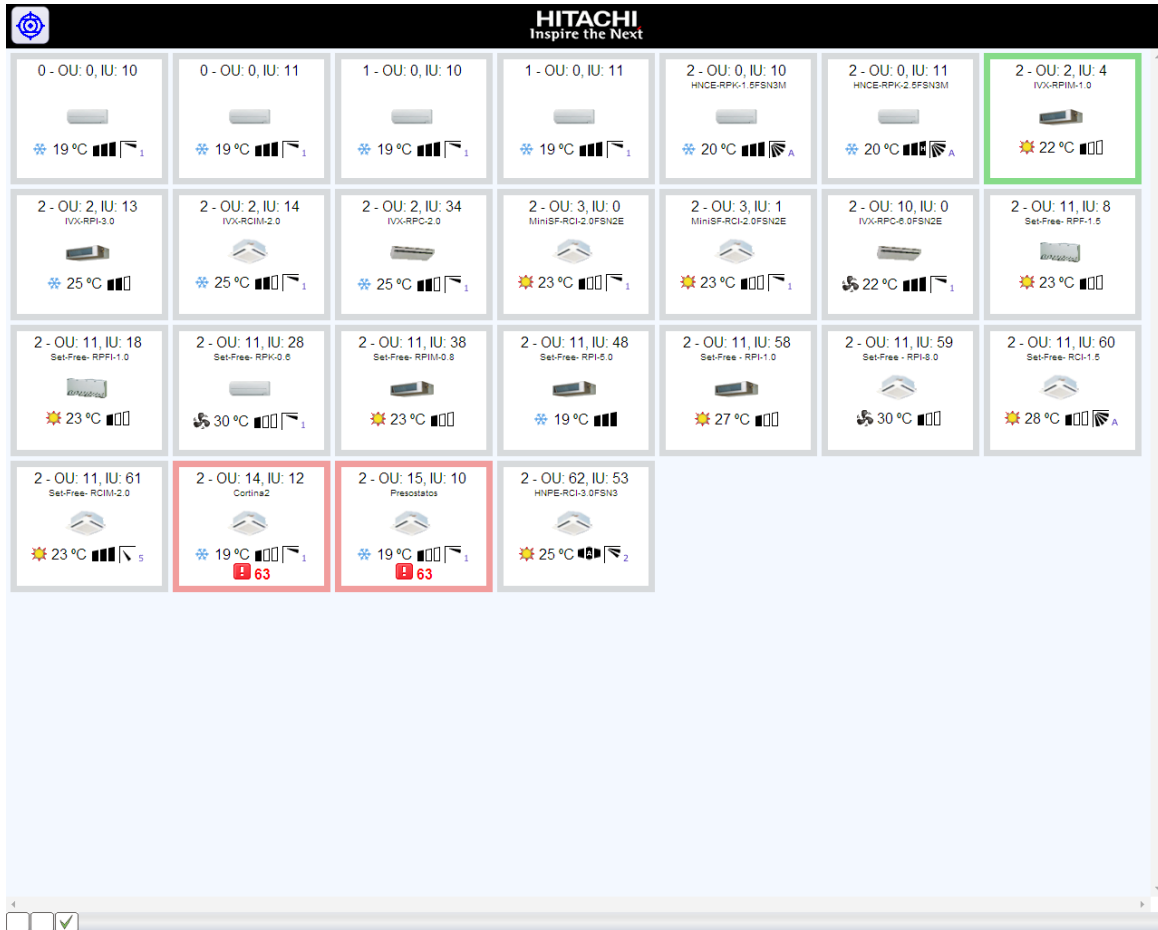 HITACHI
Inspire the Next
0 - OU: 0, IU: 10
19 ºC 1
0 - OU: 0, IU: 11
19 ºC 1
1 - OU: 0, IU: 10
19 ºC 1
1 - OU: 0, IU: 11
19 ºC 1
2 - OU: 0, IU: 10
HNCE-RPK-1.5FSN3M
20 ºC A
2 - OU: 0, IU: 11
HNCE-RPK-2.5FSN3M
20 ºC A
2 - OU: 2, IU: 4
IVX-RPIM-1.0
22 ºC
2 - OU: 2, IU: 13
IVX-RPI-3.0
25 ºC
2 - OU: 2, IU: 14
IVX-RCIM-2.0
25 ºC 1
2 - OU: 2, IU: 34
IVX-RPC-2.0
25 ºC 1
2 - OU: 3, IU: 0
MiniSF-RCI-2.0FSN2E
23 ºC 1
2 - OU: 3, IU: 1
MiniSF-RCI-2.0FSN2E
23 ºC 1
2 - OU: 10, IU: 0
IVX-RPC-6.0FSN2E
22 ºC 1
2 - OU: 11, IU: 8
Set-Free- RPF-1.5
23 ºC
2 - OU: 11, IU: 18
Set-Free- RPFI-1.0
23 ºC
2 - OU: 11, IU: 28
Set-Free- RPK-0.6
30 ºC 1
2 - OU: 11, IU: 38
Set-Free- RPIM-0.8
23 ºC
2 - OU: 11, IU: 48
Set-Free- RPI-5.0
19 ºC
2 - OU: 11, IU: 58
Set-Free - RPI-1.0
27 ºC
2 - OU: 11, IU: 59
Set-Free - RPI-8.0
30 ºC
2 - OU: 11, IU: 60
Set-Free- RCI-1.5
28 ºC A
2 - OU: 11, IU: 61
Set-Free- RCIM-2.0
23 ºC 5
2 - OU: 14, IU: 12
Cortina2
19 ºC 1
! 63
2 - OU: 15, IU: 10
Presostatos
19 ºC 1
! 63
2 - OU: 62, IU: 53
HNPE-RCI-3.0FSN3
25 ºC A 2